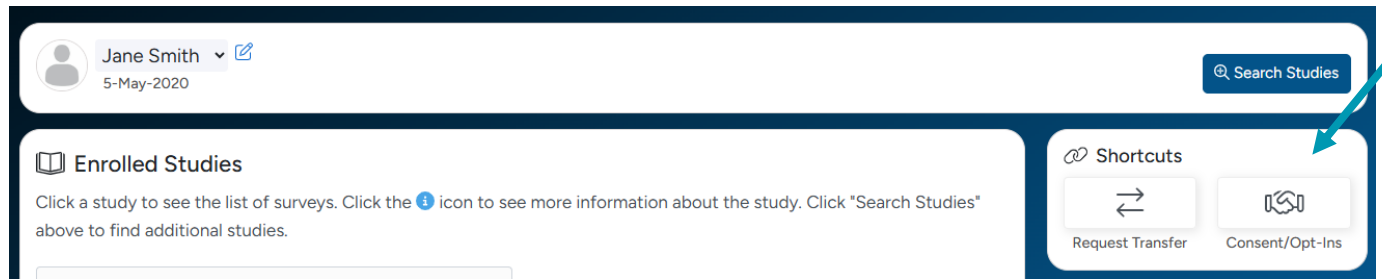 Jane Smith
5-May-2020
Search Studies
Enrolled Studies
Click a study to see the list of surveys. Click the i icon to see more information about the study. Click "Search Studies"
above to find additional studies.
Shortcuts
Request Transfer
Consent/Opt-Ins